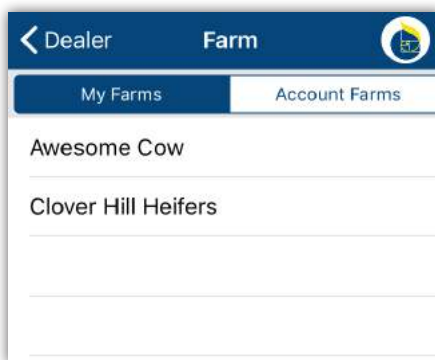 Dealer Farm
My Farms Account Farms
Awesome Cow
Clover Hill Heifers